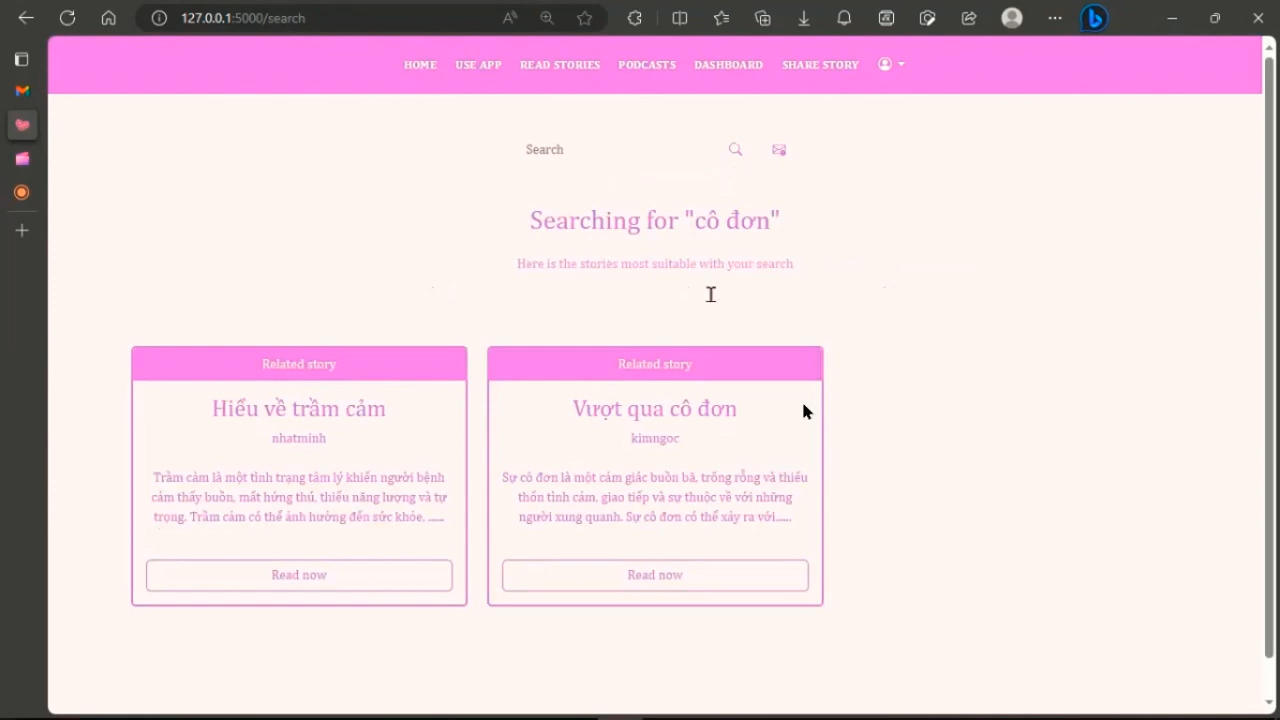 127.0.0.1:5000/search
HOME USE APP READ STORIES PODCASTS DASHBOARD SHARE STORY
Search
Searching for "cô đơn"
Here is the stories most suitable with your search
Related story
Hiểu về trầm cảm
nhatminh
Trầm cảm là một tình trạng tâm lý khiến người bệnh
cảm thấy buồn, mất hứng thú, thiếu năng lượng và tự
trọng. Trầm cảm có thể ảnh hưởng đến sức khỏe, ......
Read now
Related story
Vượt qua cô đơn
kimngoc
Sự cô đơn là một cảm giác buồn bã, trống rỗng và thiếu
thốn tình cảm, giao tiếp và sự thuộc về với những
người xung quanh. Sự cô đơn có thể xảy ra với......
Read now